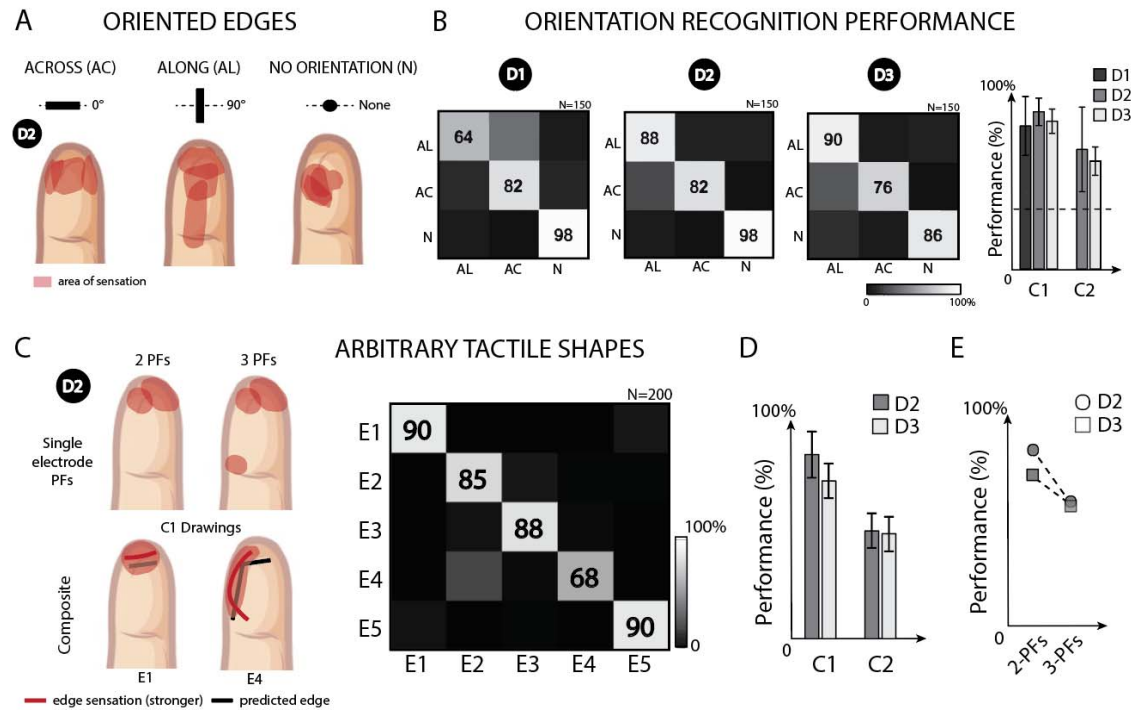 A ORIENTED EDGES
ACROSS (AC) ALONG (AL) NO ORIENTATION (N)
0° 90° None
D2
area of sensation
B ORIENTATION RECOGNITION PERFORMANCE
D1 D2 D3
N=150 N=150 N=150
AL 64 AL 88 AL 90
AC 82 AC 82 AC 76
N 98 N 98 N 86
AL AC N AL AC N AL AC N
0 100%
100%
D1
D2
D3
Performance (%)
0
C1 C2
C ARBITRARY TACTILE SHAPES
2 PFs 3 PFs
D2
Single
electrode
PFs
C1 Drawings
Composite
E1 E4
edge sensation (stronger) predicted edge
N=200
E1 90
E2 85
E3 88
E4 68
E5 90
E1 E2 E3 E4 E5
100%
0
D
100%
D2
D3
Performance (%)
0
C1 C2
E
100%
D2
D3
Performance (%)
0
2-PFs 3-PFs